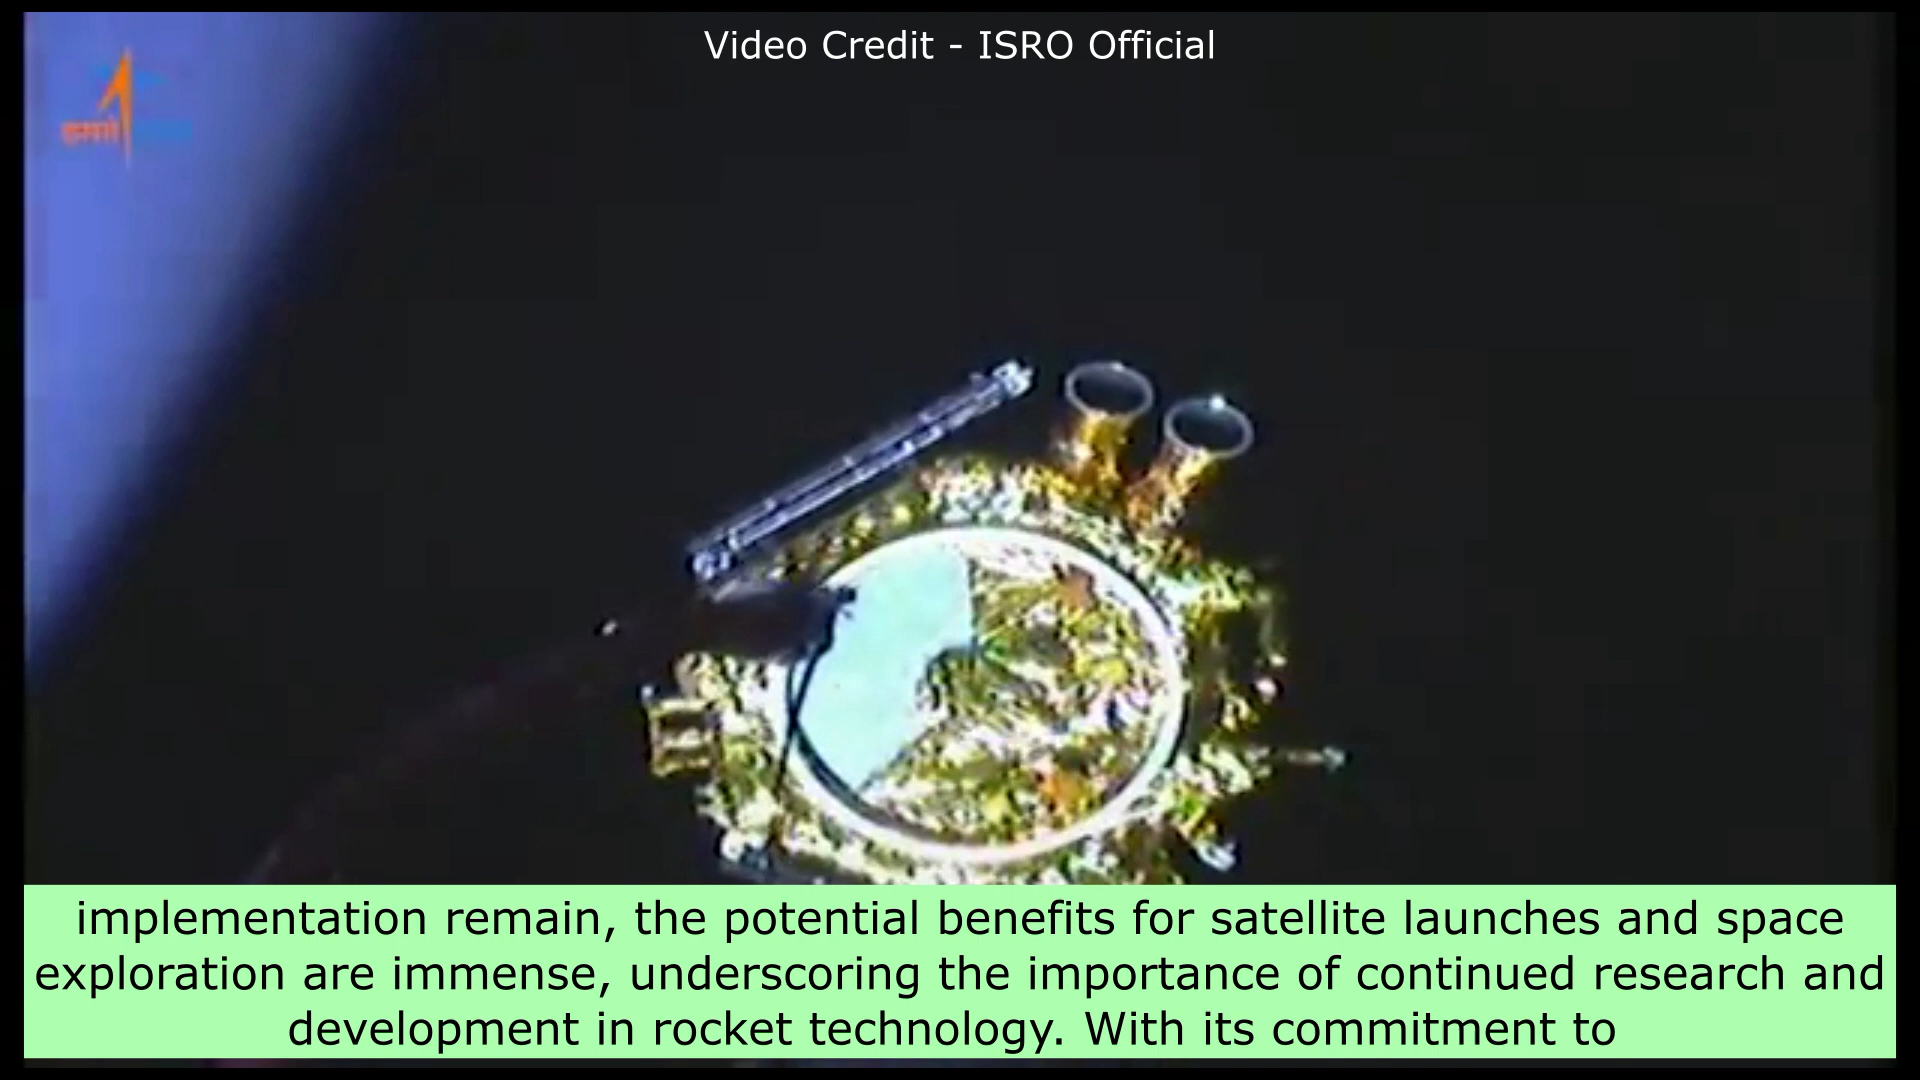 Video Credit - ISRO Official
इसरो
implementation remain, the potential benefits for satellite launches and space
exploration are immense, underscoring the importance of continued research and
development in rocket technology. With its commitment to